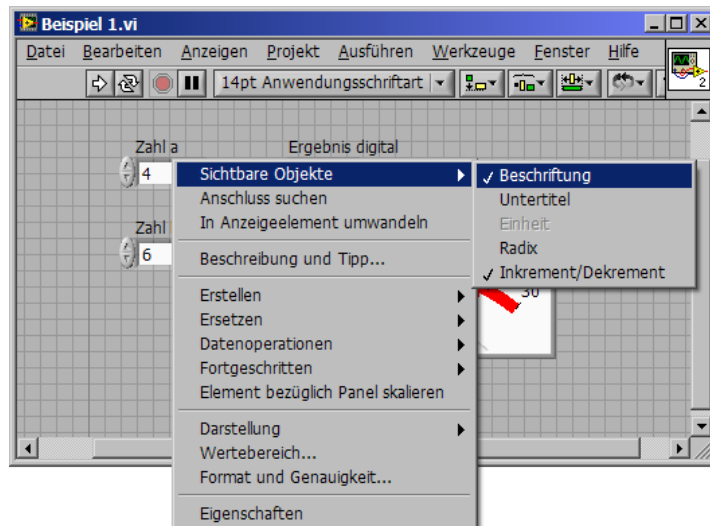 Beispiel 1.vi
Datei Bearbeiten Anzeigen Projekt Ausführen Werkzeuge Fenster Hilfe
14pt Anwendungsschriftart
2
Zahl a Ergebnis digital
4
Zahl
6
Sichtbare Objekte
Anschluss suchen
In Anzeigeelement umwandeln
Beschreibung und Tipp...
Erstellen
Ersetzen
Datenoperationen
Fortgeschritten
Element bezüglich Panel skalieren
Darstellung
Wertebereich...
Format und Genauigkeit...
Eigenschaften
Beschriftung
Untertitel
Einheit
Radix
Inkrement/Dekrement
30